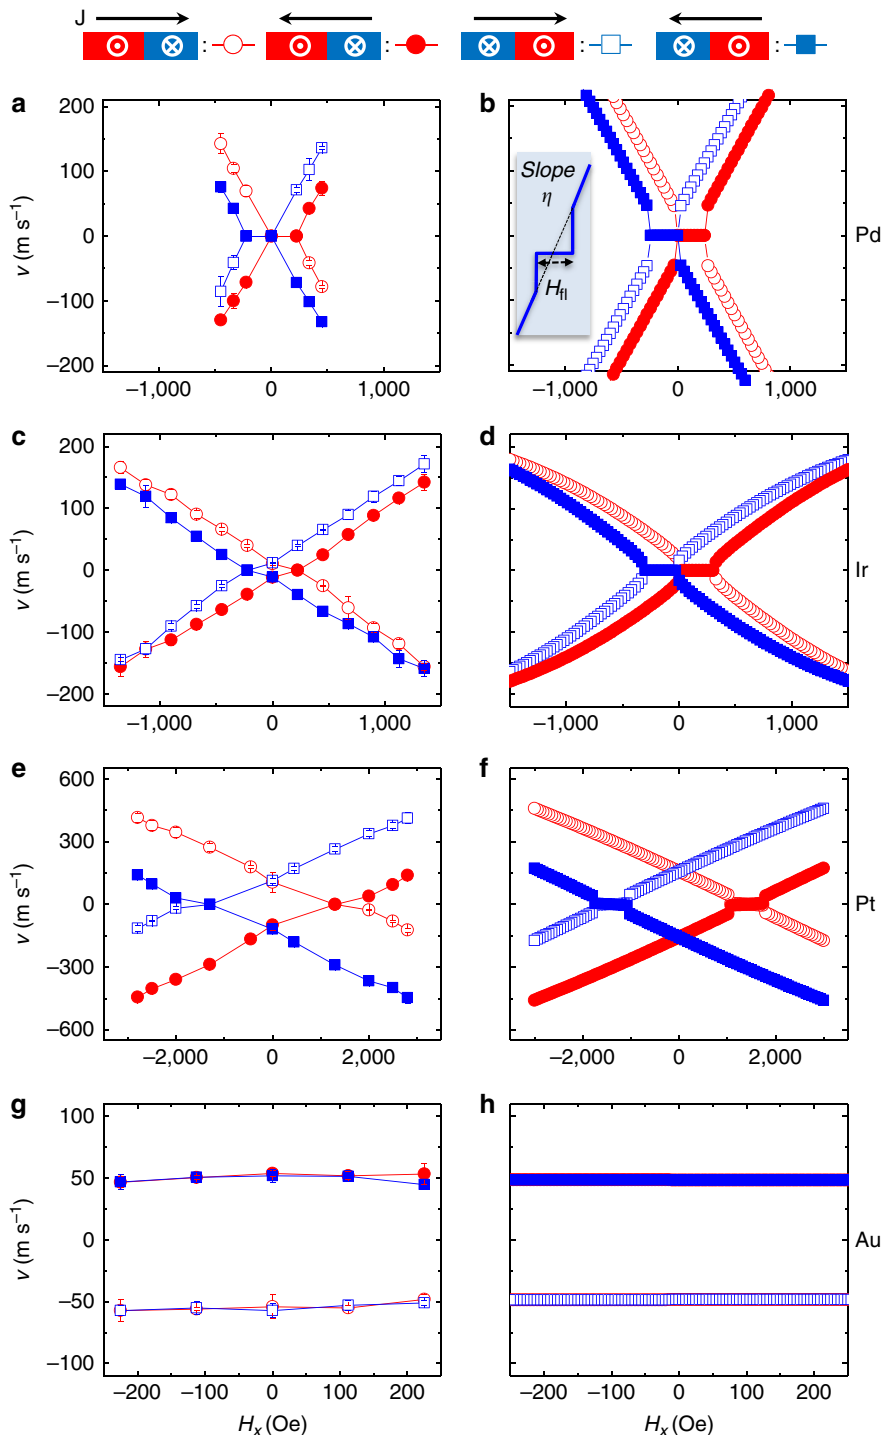 J
: : : :
a b
200
100
0
−100
−200
v (m s⁻¹)
−1,000 0 1,000
Slope
η
H_fl
−1,000 0 1,000
Pd
c d
200
100
0
−100
−200
v (m s⁻¹)
−1,000 0 1,000
−1,000 0 1,000
Ir
e f
600
300
0
−300
−600
v (m s⁻¹)
−2,000 0 2,000
−2,000 0 2,000
Pt
g h
100
50
0
−50
−100
v (m s⁻¹)
−200 −100 0 100 200
−200 −100 0 100 200
Au
H_x (Oe) H_x (Oe)